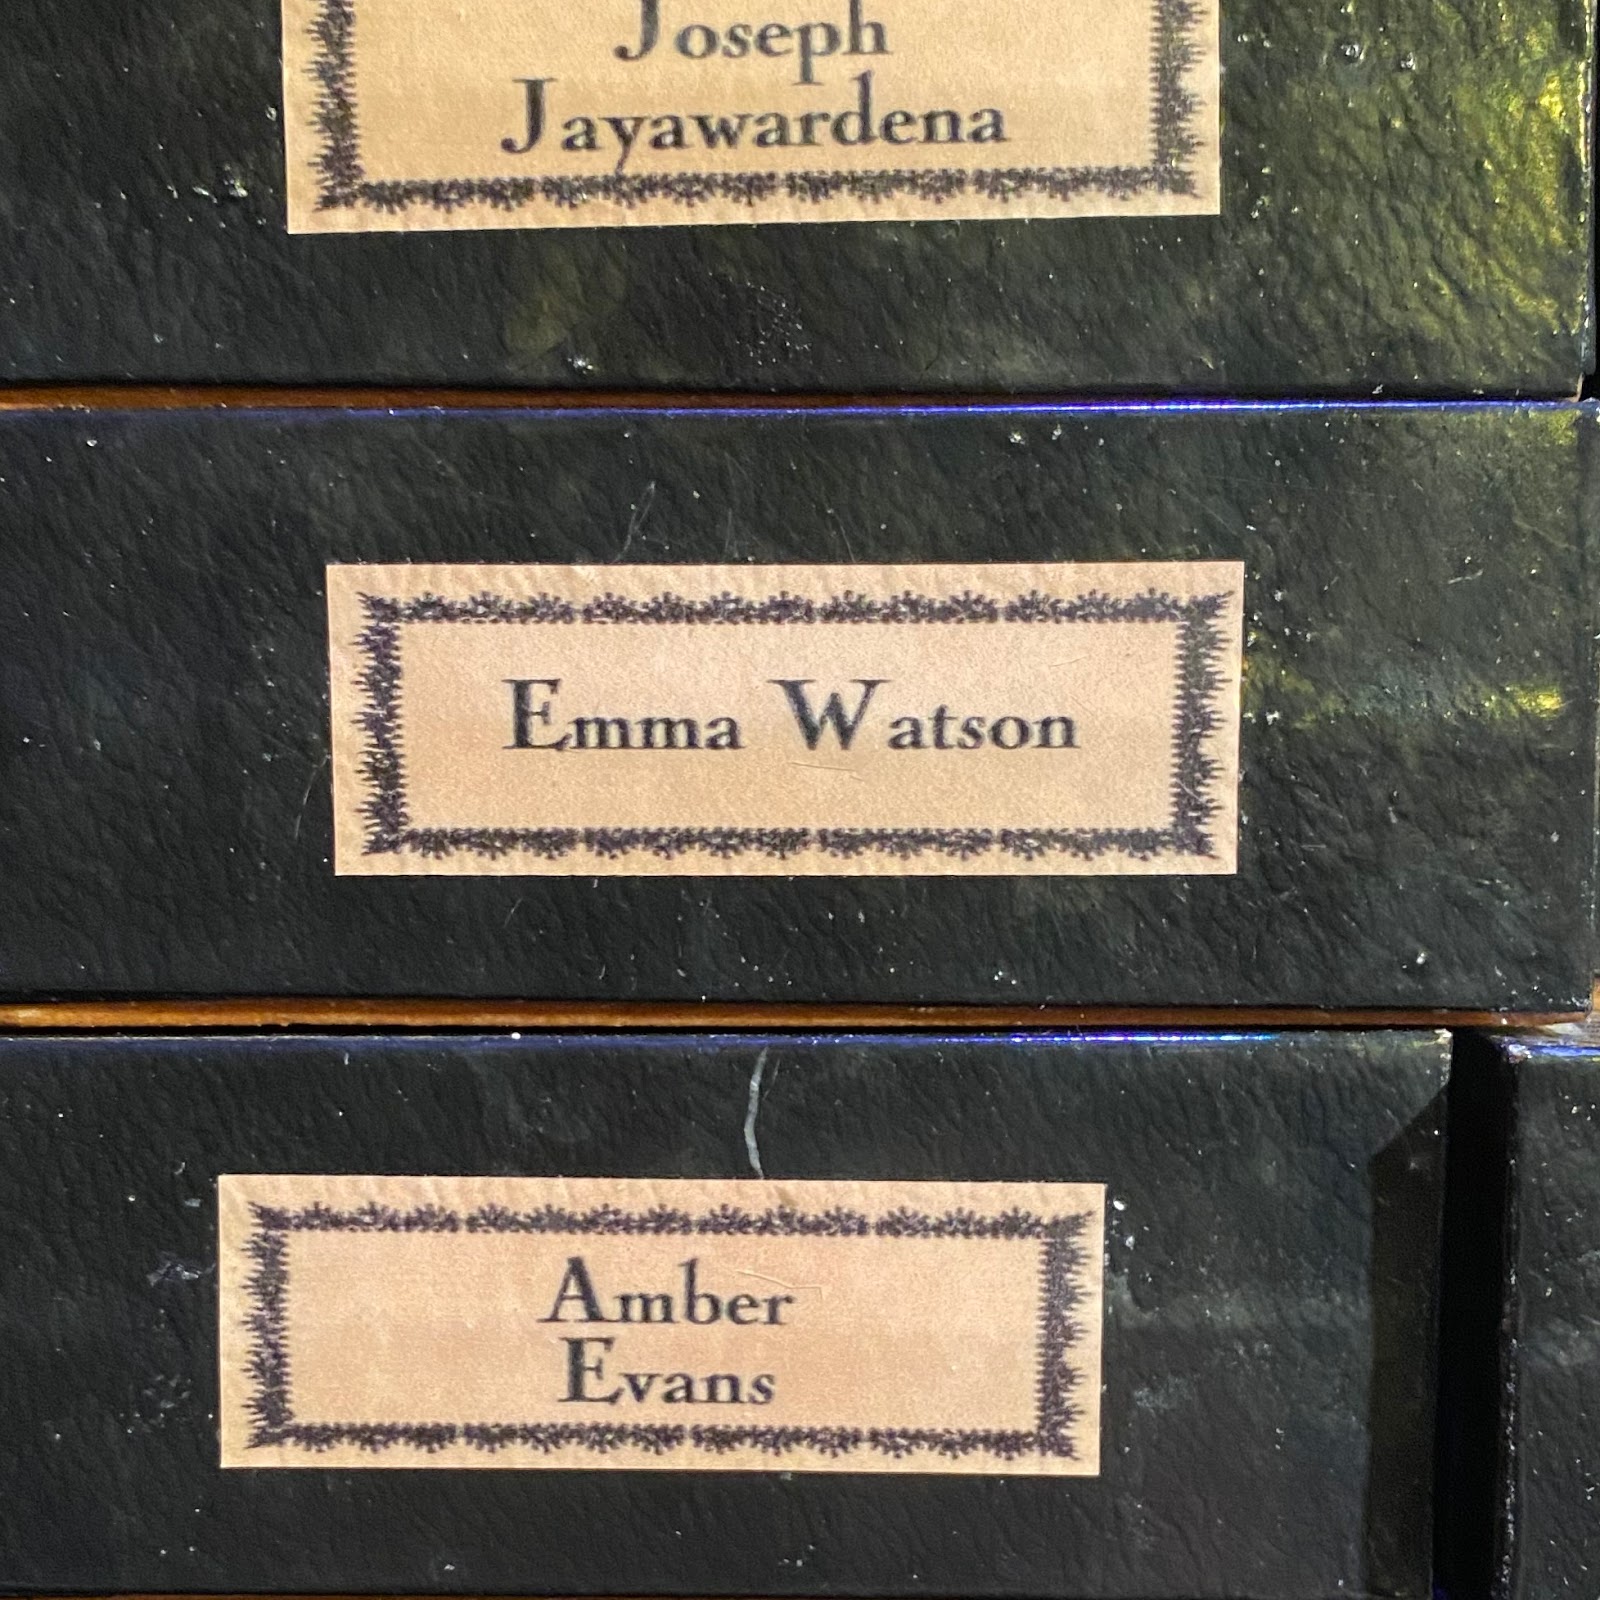 Joseph
Jayawardena
Emma Watson
Amber
Evans